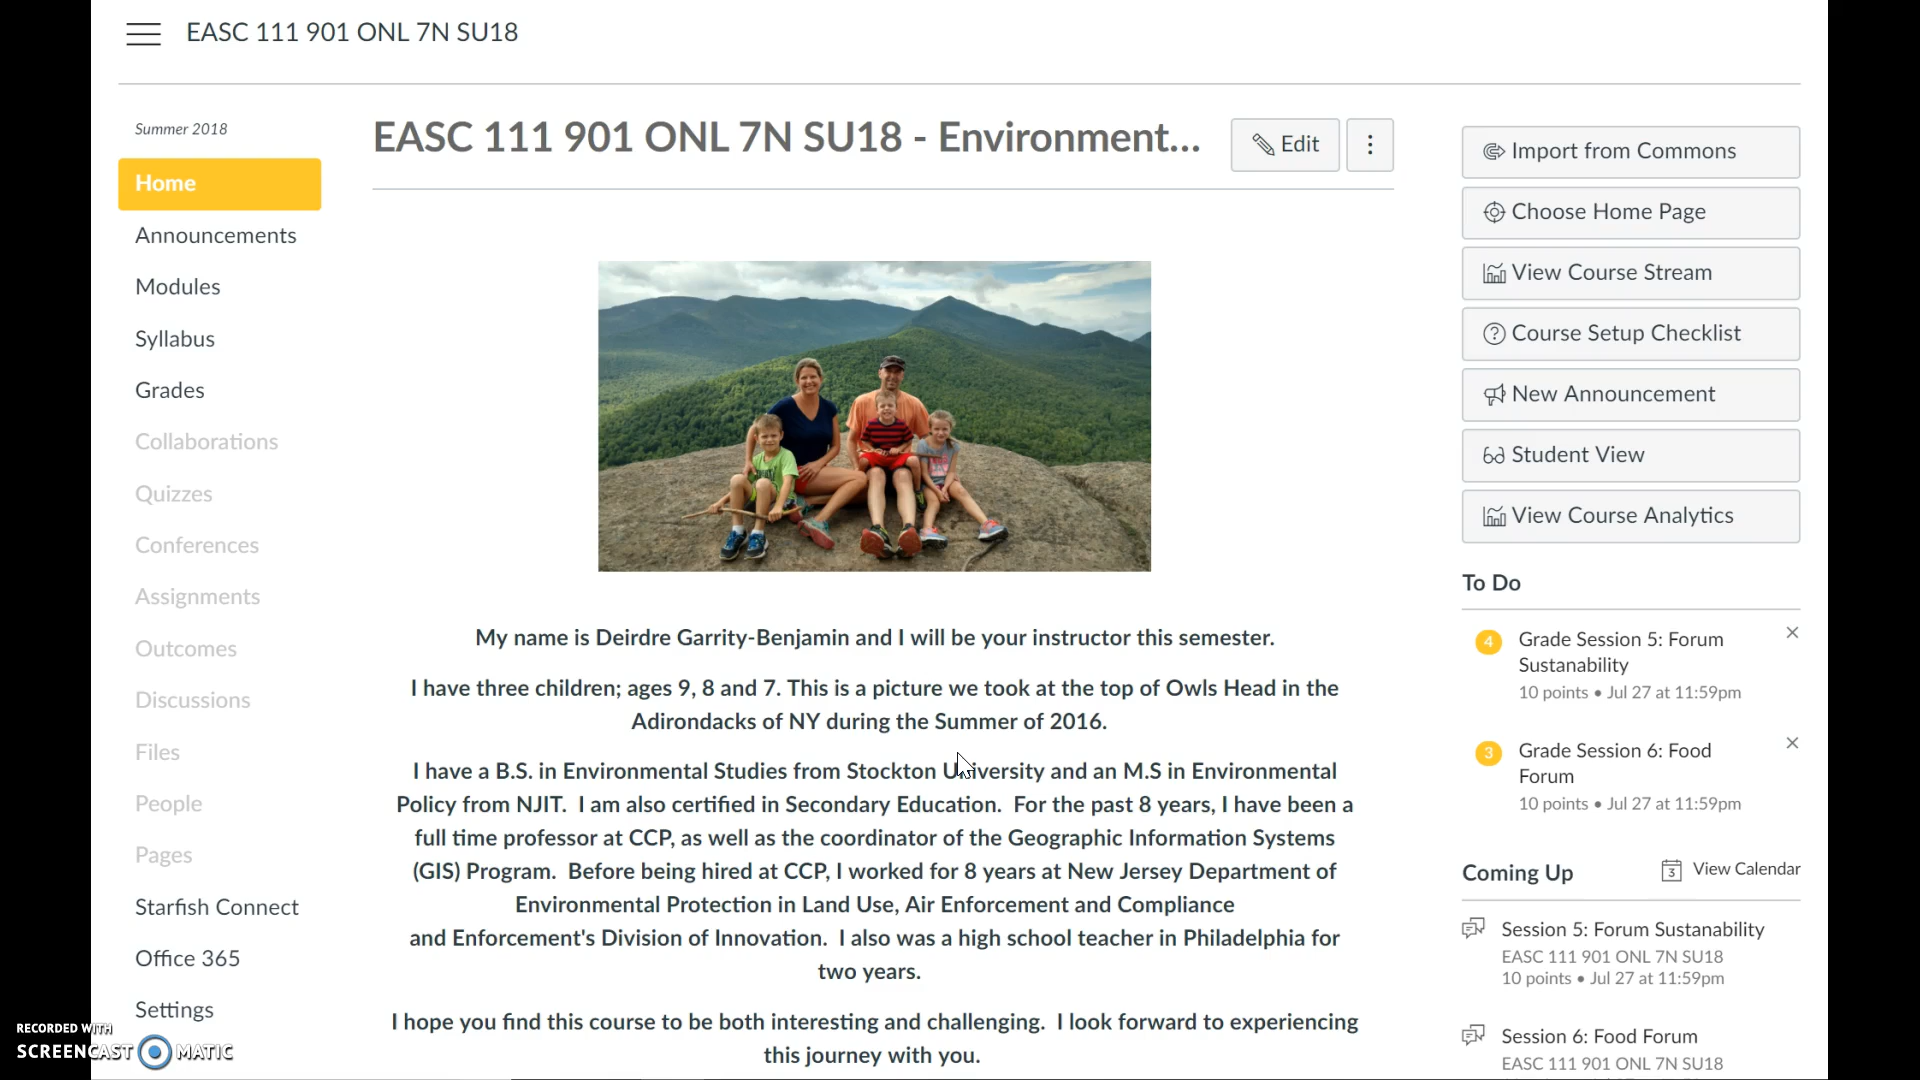 EASC 111 901 ONL 7N SU18
Summer 2018
Home
Announcements
Modules
Syllabus
Grades
Collaborations
Quizzes
Conferences
Assignments
Outcomes
Discussions
Files
People
Pages
Starfish Connect
Office 365
Settings
EASC 111 901 ONL 7N SU18 - Environment...
Edit
My name is Deirdre Garrity-Benjamin and I will be your instructor this semester.
I have three children; ages 9, 8 and 7. This is a picture we took at the top of Owls Head in the
Adirondacks of NY during the Summer of 2016.
I have a B.S. in Environmental Studies from Stockton University and an M.S in Environmental
Policy from NJIT.  I am also certified in Secondary Education.  For the past 8 years, I have been a
full time professor at CCP, as well as the coordinator of the Geographic Information Systems
(GIS) Program.  Before being hired at CCP, I worked for 8 years at New Jersey Department of
Environmental Protection in Land Use, Air Enforcement and Compliance
and Enforcement's Division of Innovation.  I also was a high school teacher in Philadelphia for
two years.
I hope you find this course to be both interesting and challenging.  I look forward to experiencing
this journey with you.
Import from Commons
Choose Home Page
View Course Stream
Course Setup Checklist
New Announcement
Student View
View Course Analytics
To Do
4
Grade Session 5: Forum
Sustanability
10 points • Jul 27 at 11:59pm
3
Grade Session 6: Food
Forum
10 points • Jul 27 at 11:59pm
Coming Up
3 View Calendar
Session 5: Forum Sustanability
EASC 111 901 ONL 7N SU18
10 points • Jul 27 at 11:59pm
Session 6: Food Forum
EASC 111 901 ONL 7N SU18
RECORDED WITH
SCREENCAST MATIC